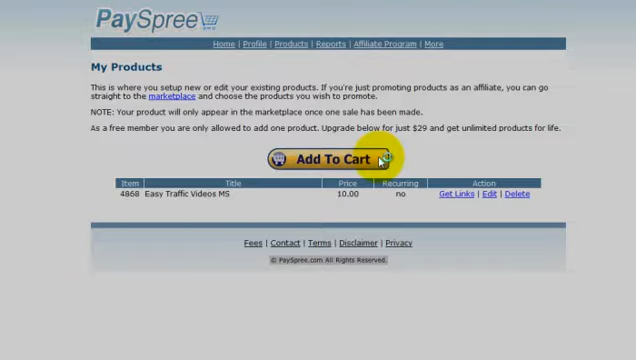 PaySpree
Home | Profile | Products | Reports | Affiliate Program | More
My Products
This is where you setup new or edit your existing products. If you're just promoting products as an affiliate, you can go
straight to the marketplace and choose the products you wish to promote.
NOTE: Your product will only appear in the marketplace once one sale has been made.
As a free member you are only allowed to add one product. Upgrade below for just $29 and get unlimited products for life.
Add To Cart
Item Title Price Recurring Action
4868 Easy Traffic Videos MS 10.00 no Get Links | Edit | Delete
Fees | Contact | Terms | Disclaimer | Privacy
© PaySpree.com All Rights Reserved.